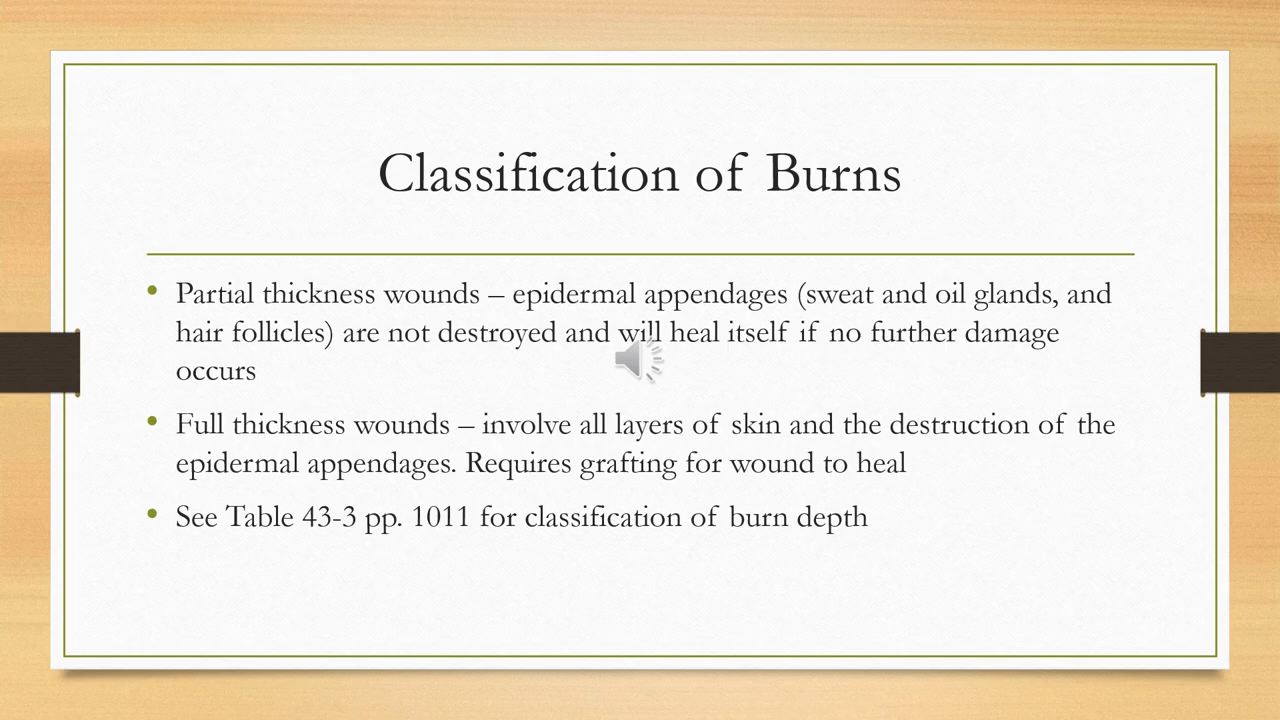 Classification of Burns
• Partial thickness wounds – epidermal appendages (sweat and oil glands, and
hair follicles) are not destroyed and will heal itself if no further damage
occurs
• Full thickness wounds – involve all layers of skin and the destruction of the
epidermal appendages. Requires grafting for wound to heal
• See Table 43-3 pp. 1011 for classification of burn depth